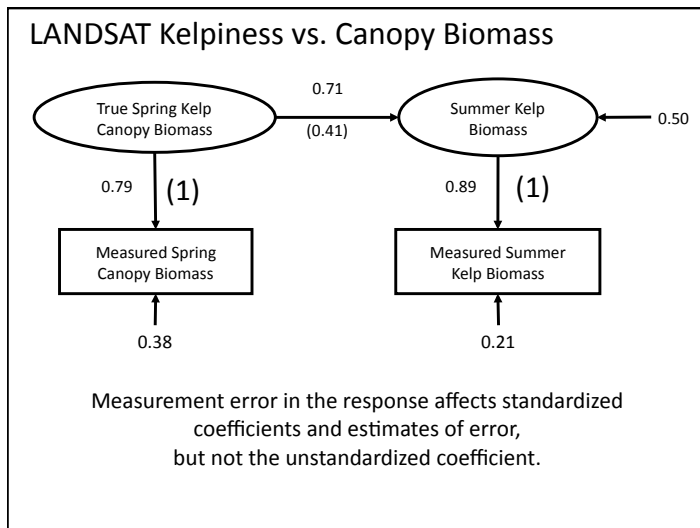 LANDSAT Kelpiness vs. Canopy Biomass
True Spring Kelp
Canopy Biomass
0.71
(0.41)
Summer Kelp
Biomass
0.50
0.79
(1)
0.89
(1)
Measured Spring
Canopy Biomass
Measured Summer
Kelp Biomass
0.38
0.21
Measurement error in the response affects standardized
coefficients and estimates of error,
but not the unstandardized coefficient.